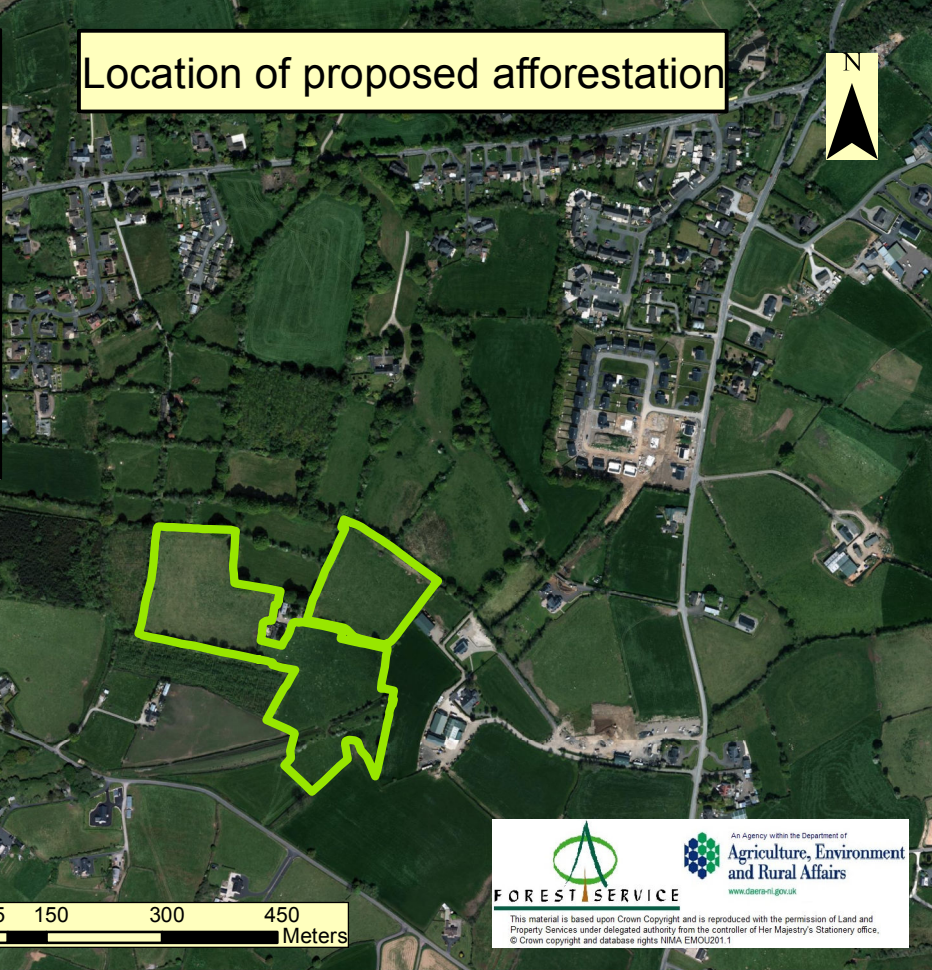 Location of proposed afforestation
N
150 300 450
Meters
FOREST SERVICE
An Agency within the Department of
Agriculture, Environment
and Rural Affairs
www.daera-ni.gov.uk
This material is based upon Crown Copyright and is reproduced with the permission of Land and
Property Services under delegated authority from the controller of Her Majesty's Stationery office,
© Crown copyright and database rights NIMA EMOU201.1